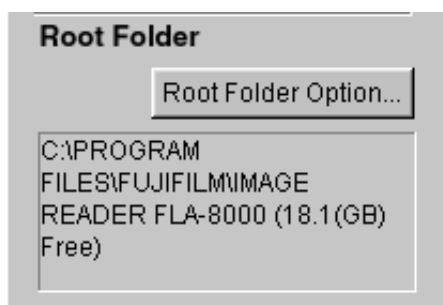 Root Folder
Root Folder Option...
C:\PROGRAM
FILES\FUJIFILM\IMAGE
READER FLA-8000 (18.1(GB)
Free)